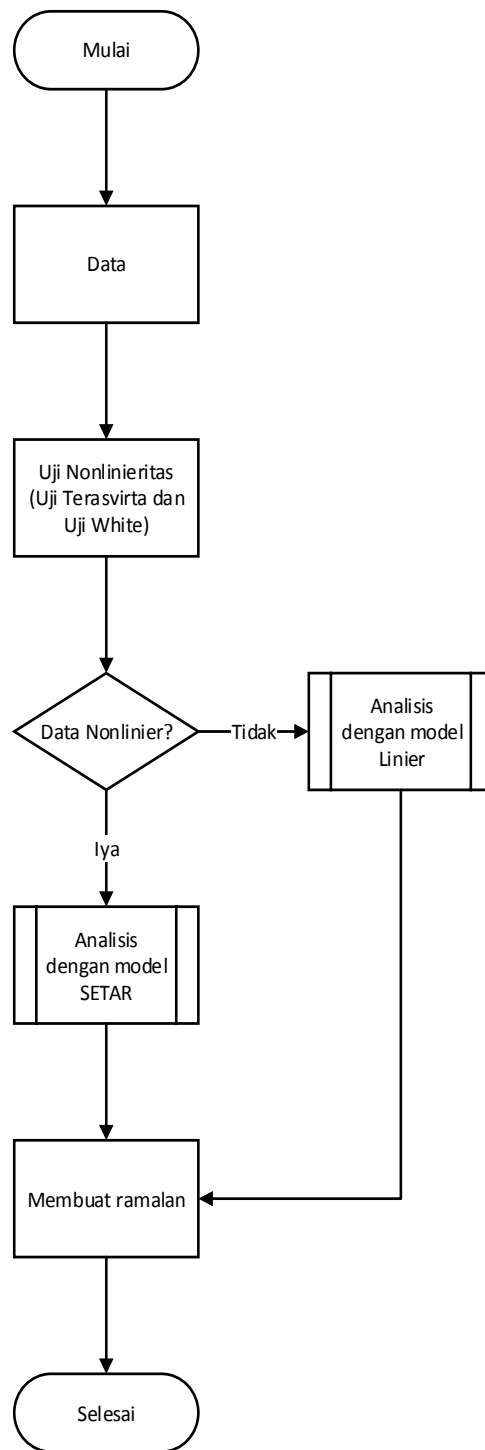 Mulai
Data
Uji Nonlinieritas
(Uji Terasvirta dan
Uji White)
Data Nonlinier?
Tidak
Analisis
dengan model
Linier
Iya
Analisis
dengan model
SETAR
Membuat ramalan
Selesai